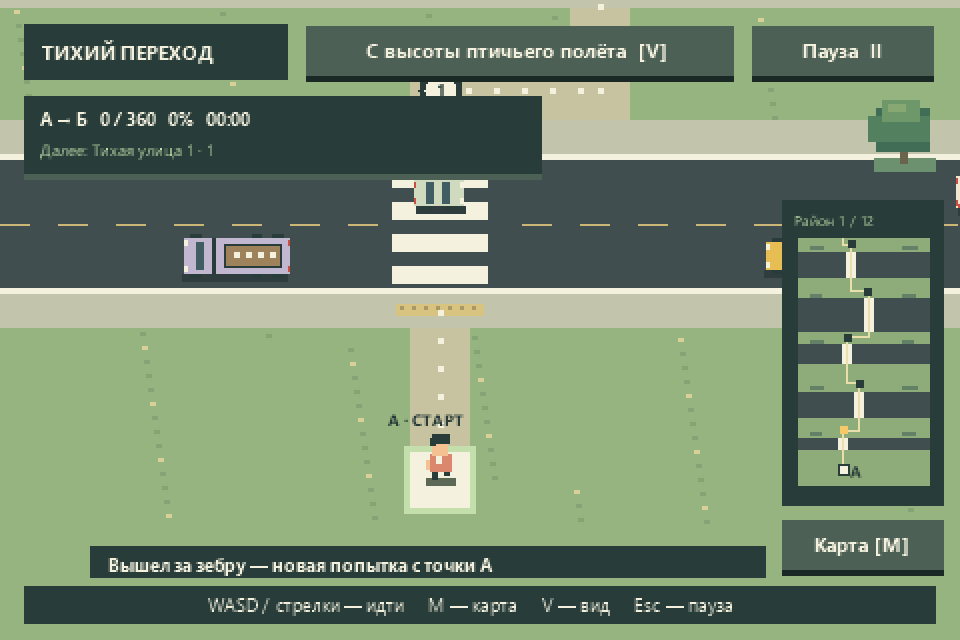 ТИХИЙ ПЕРЕХОД
С высоты птичьего полёта [V]
Пауза II
1
А — Б 0 / 360 0% 00:00
Далее: Тихая улица 1 · 1
Район 1 / 12
А · СТАРТ
А
Карта [M]
Вышел за зебру — новая попытка с точки А
WASD / стрелки — идти M — карта V — вид Esc — пауза